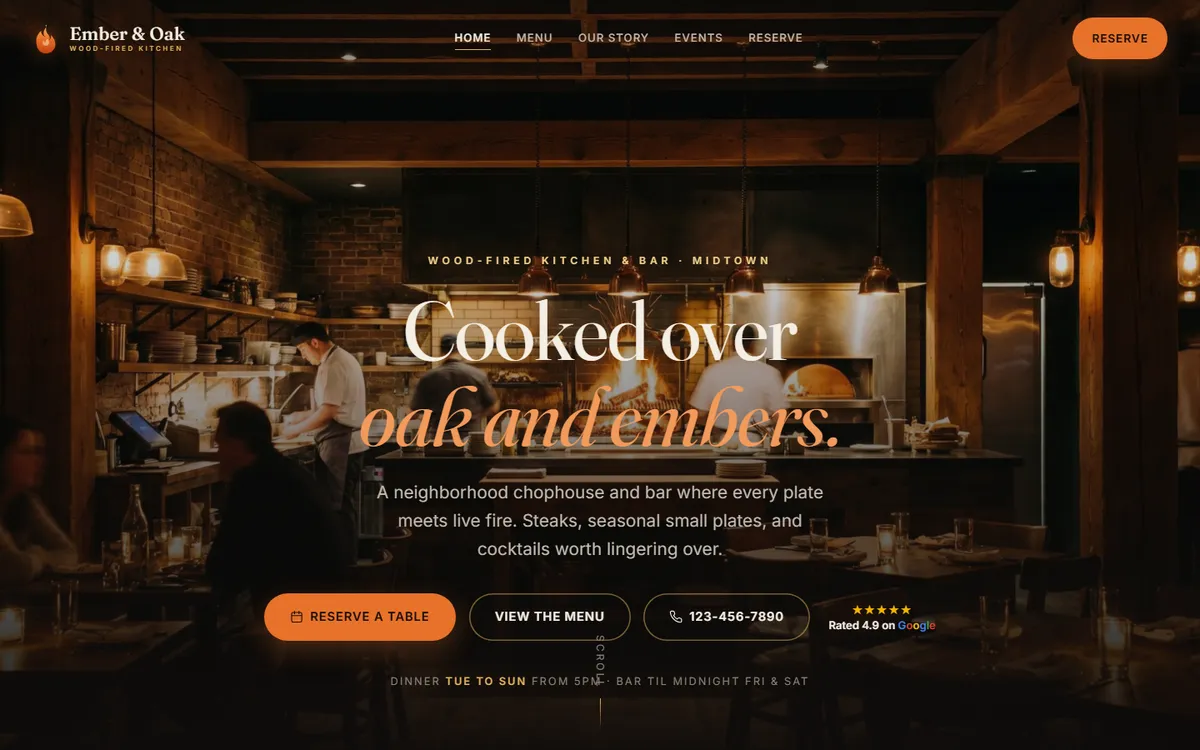 Ember & Oak
WOOD-FIRED KITCHEN
HOME MENU OUR STORY EVENTS RESERVE
RESERVE
WOOD-FIRED KITCHEN & BAR · MIDTOWN
Cooked over
oak and embers.
A neighborhood chophouse and bar where every plate
meets live fire. Steaks, seasonal small plates, and
cocktails worth lingering over.
RESERVE A TABLE
VIEW THE MENU
123-456-7890
★★★★★
Rated 4.9 on Google
SCROLL
DINNER TUE TO SUN FROM 5PM · BAR TIL MIDNIGHT FRI & SAT